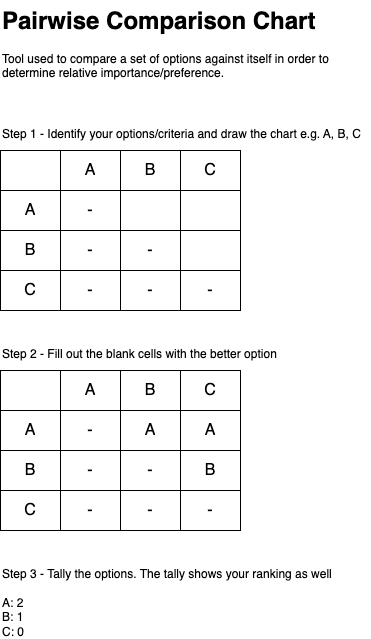 Pairwise Comparison Chart
Tool used to compare a set of options against itself in order to
determine relative importance/preference.
Step 1 - Identify your options/criteria and draw the chart e.g. A, B, C
A B C
A -
B - -
C - - -
Step 2 - Fill out the blank cells with the better option
A B C
A - A A
B - - B
C - - -
Step 3 - Tally the options. The tally shows your ranking as well
A: 2
B: 1
C: 0